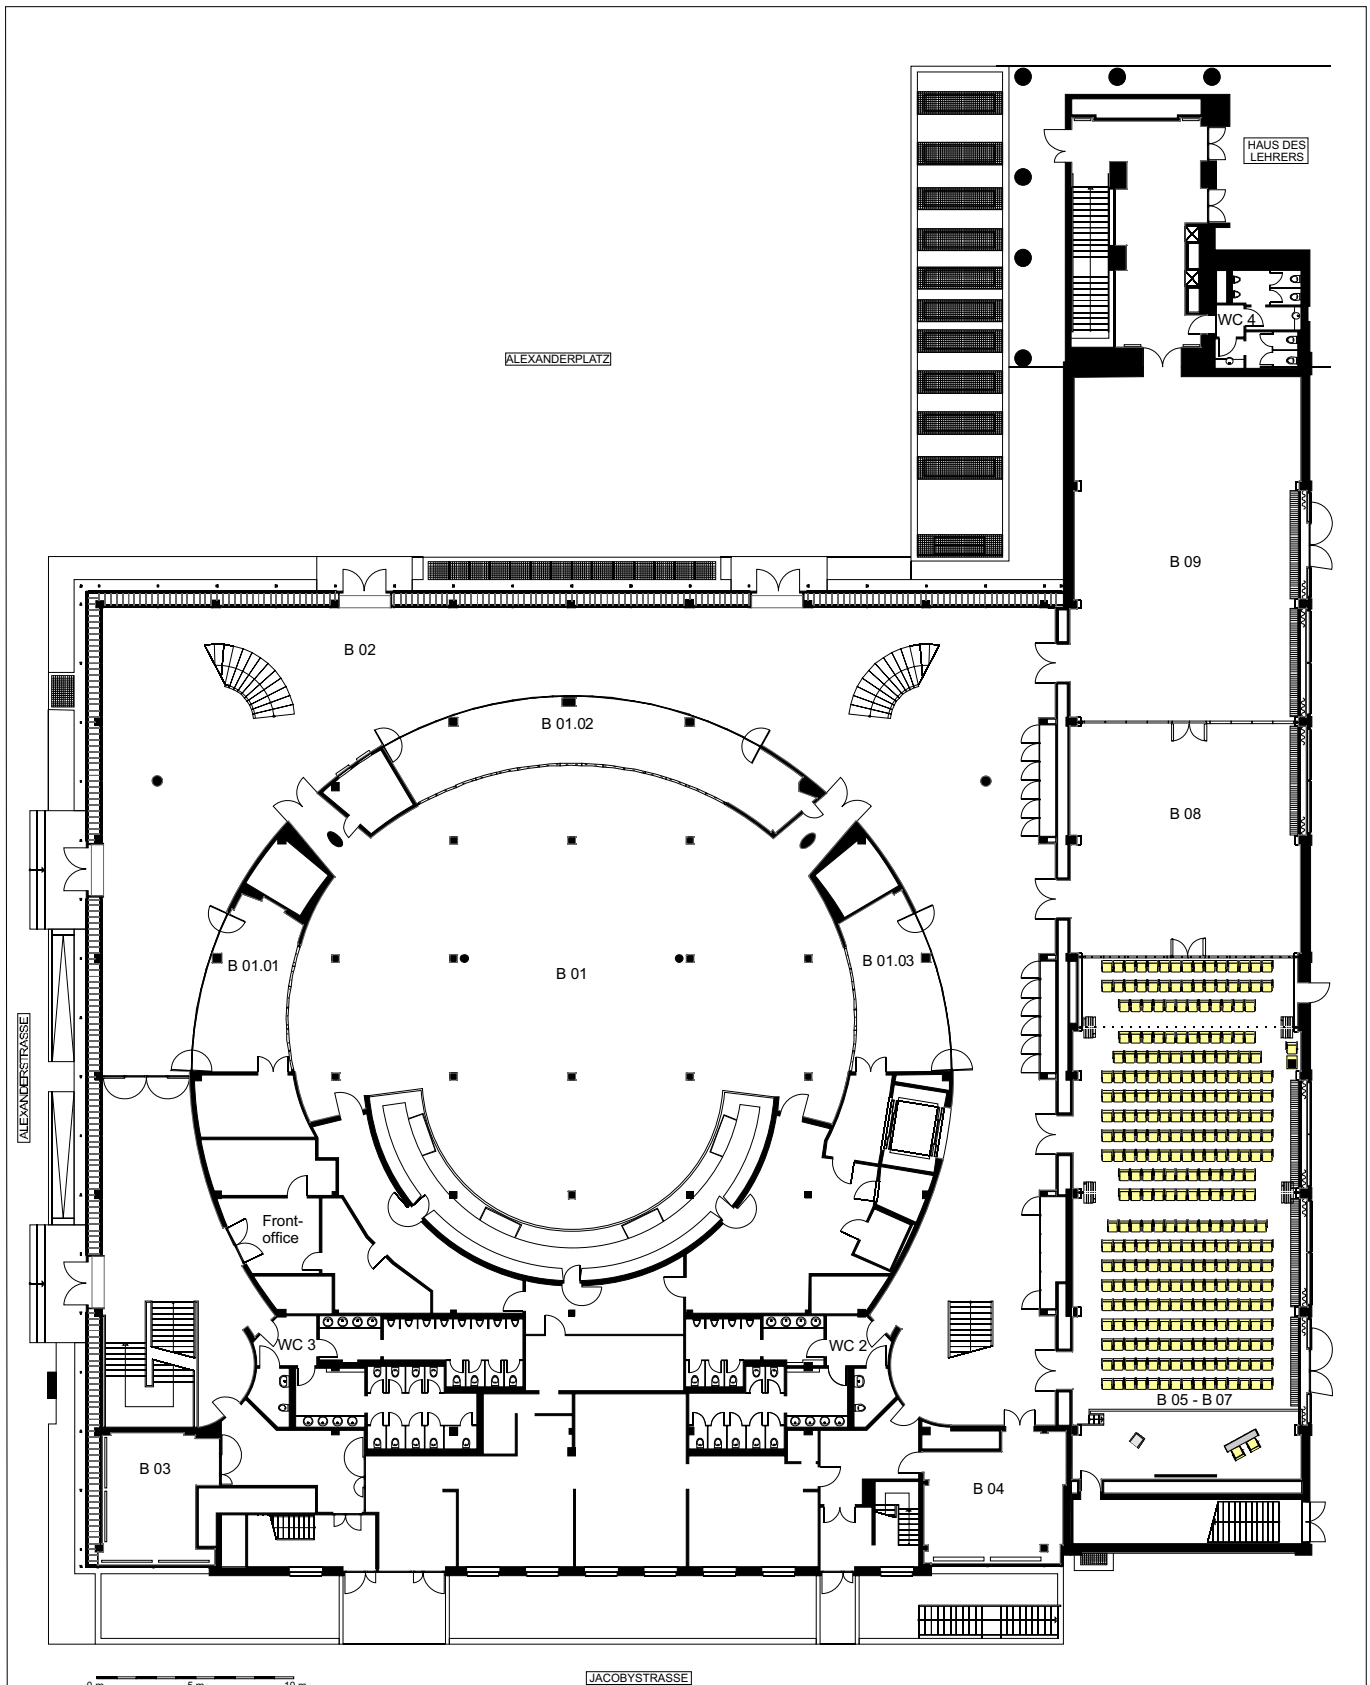 HAUS DES
LEHRERS
WC 4
ALEXANDERPLATZ
B 09
B 02
B 01.02
B 08
B 01.01
B 01
B 01.03
ALEXANDERSTRASSE
Front-
office
WC 3
WC 2
B 05 - B 07
B 03
B 04
0 m
5 m
10 m
JACOBYSTRASSE